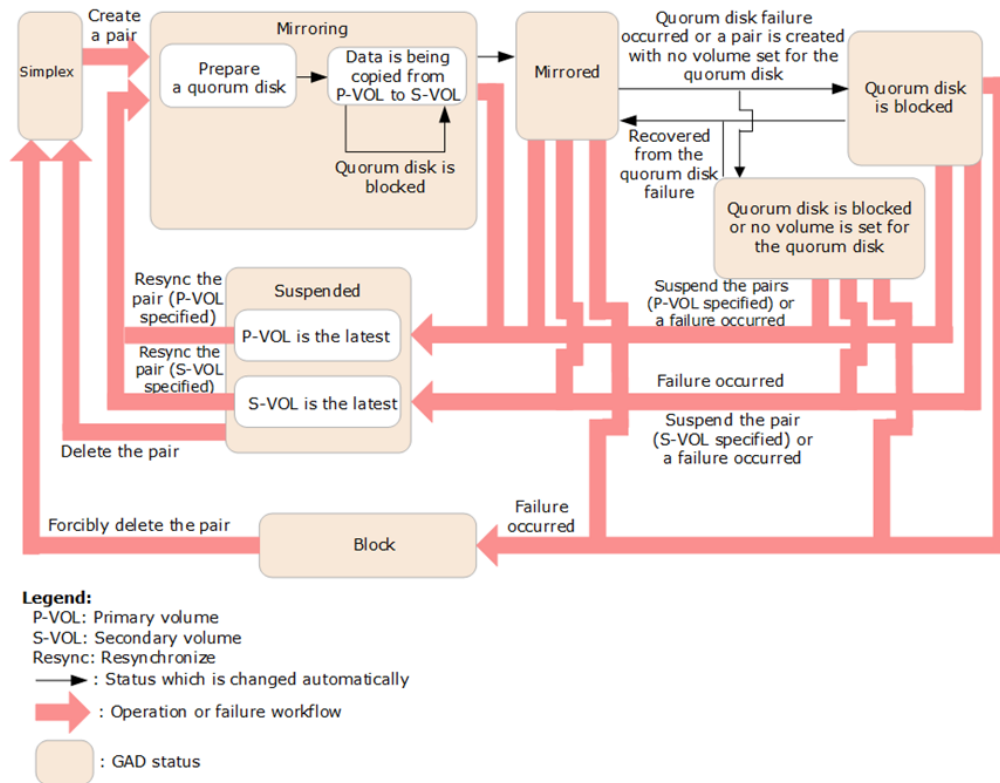 Create
a pair
Simplex
Mirroring
Prepare
a quorum disk
Data is being
copied from
P-VOL to S-VOL
Quorum disk is
blocked
Mirrored
Quorum disk failure
occurred or a pair is created
with no volume set for the
quorum disk
Recovered
from the
quorum disk
failure
Quorum disk
is blocked
Quorum disk is blocked
or no volume is set for
the quorum disk
Resync the
pair (P-VOL
specified)
Resync the
pair (S-VOL
specified)
Suspended
P-VOL is the latest
S-VOL is the latest
Delete the pair
Suspend the pairs
(P-VOL specified) or
a failure occurred
Failure occurred
Suspend the pair
(S-VOL specified) or
a failure occurred
Forcibly delete the pair
Block
Failure
occurred
Legend:
P-VOL: Primary volume
S-VOL: Secondary volume
Resync: Resynchronize
: Status which is changed automatically
: Operation or failure workflow
: GAD status